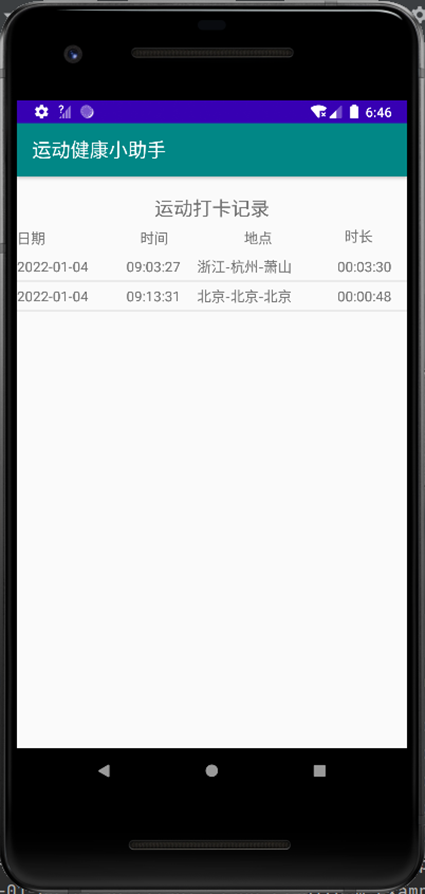 6:46
运动健康小助手
运动打卡记录
日期 时间 地点 时长
2022-01-04 09:03:27 浙江-杭州-萧山 00:03:30
2022-01-04 09:13:31 北京-北京-北京 00:00:48